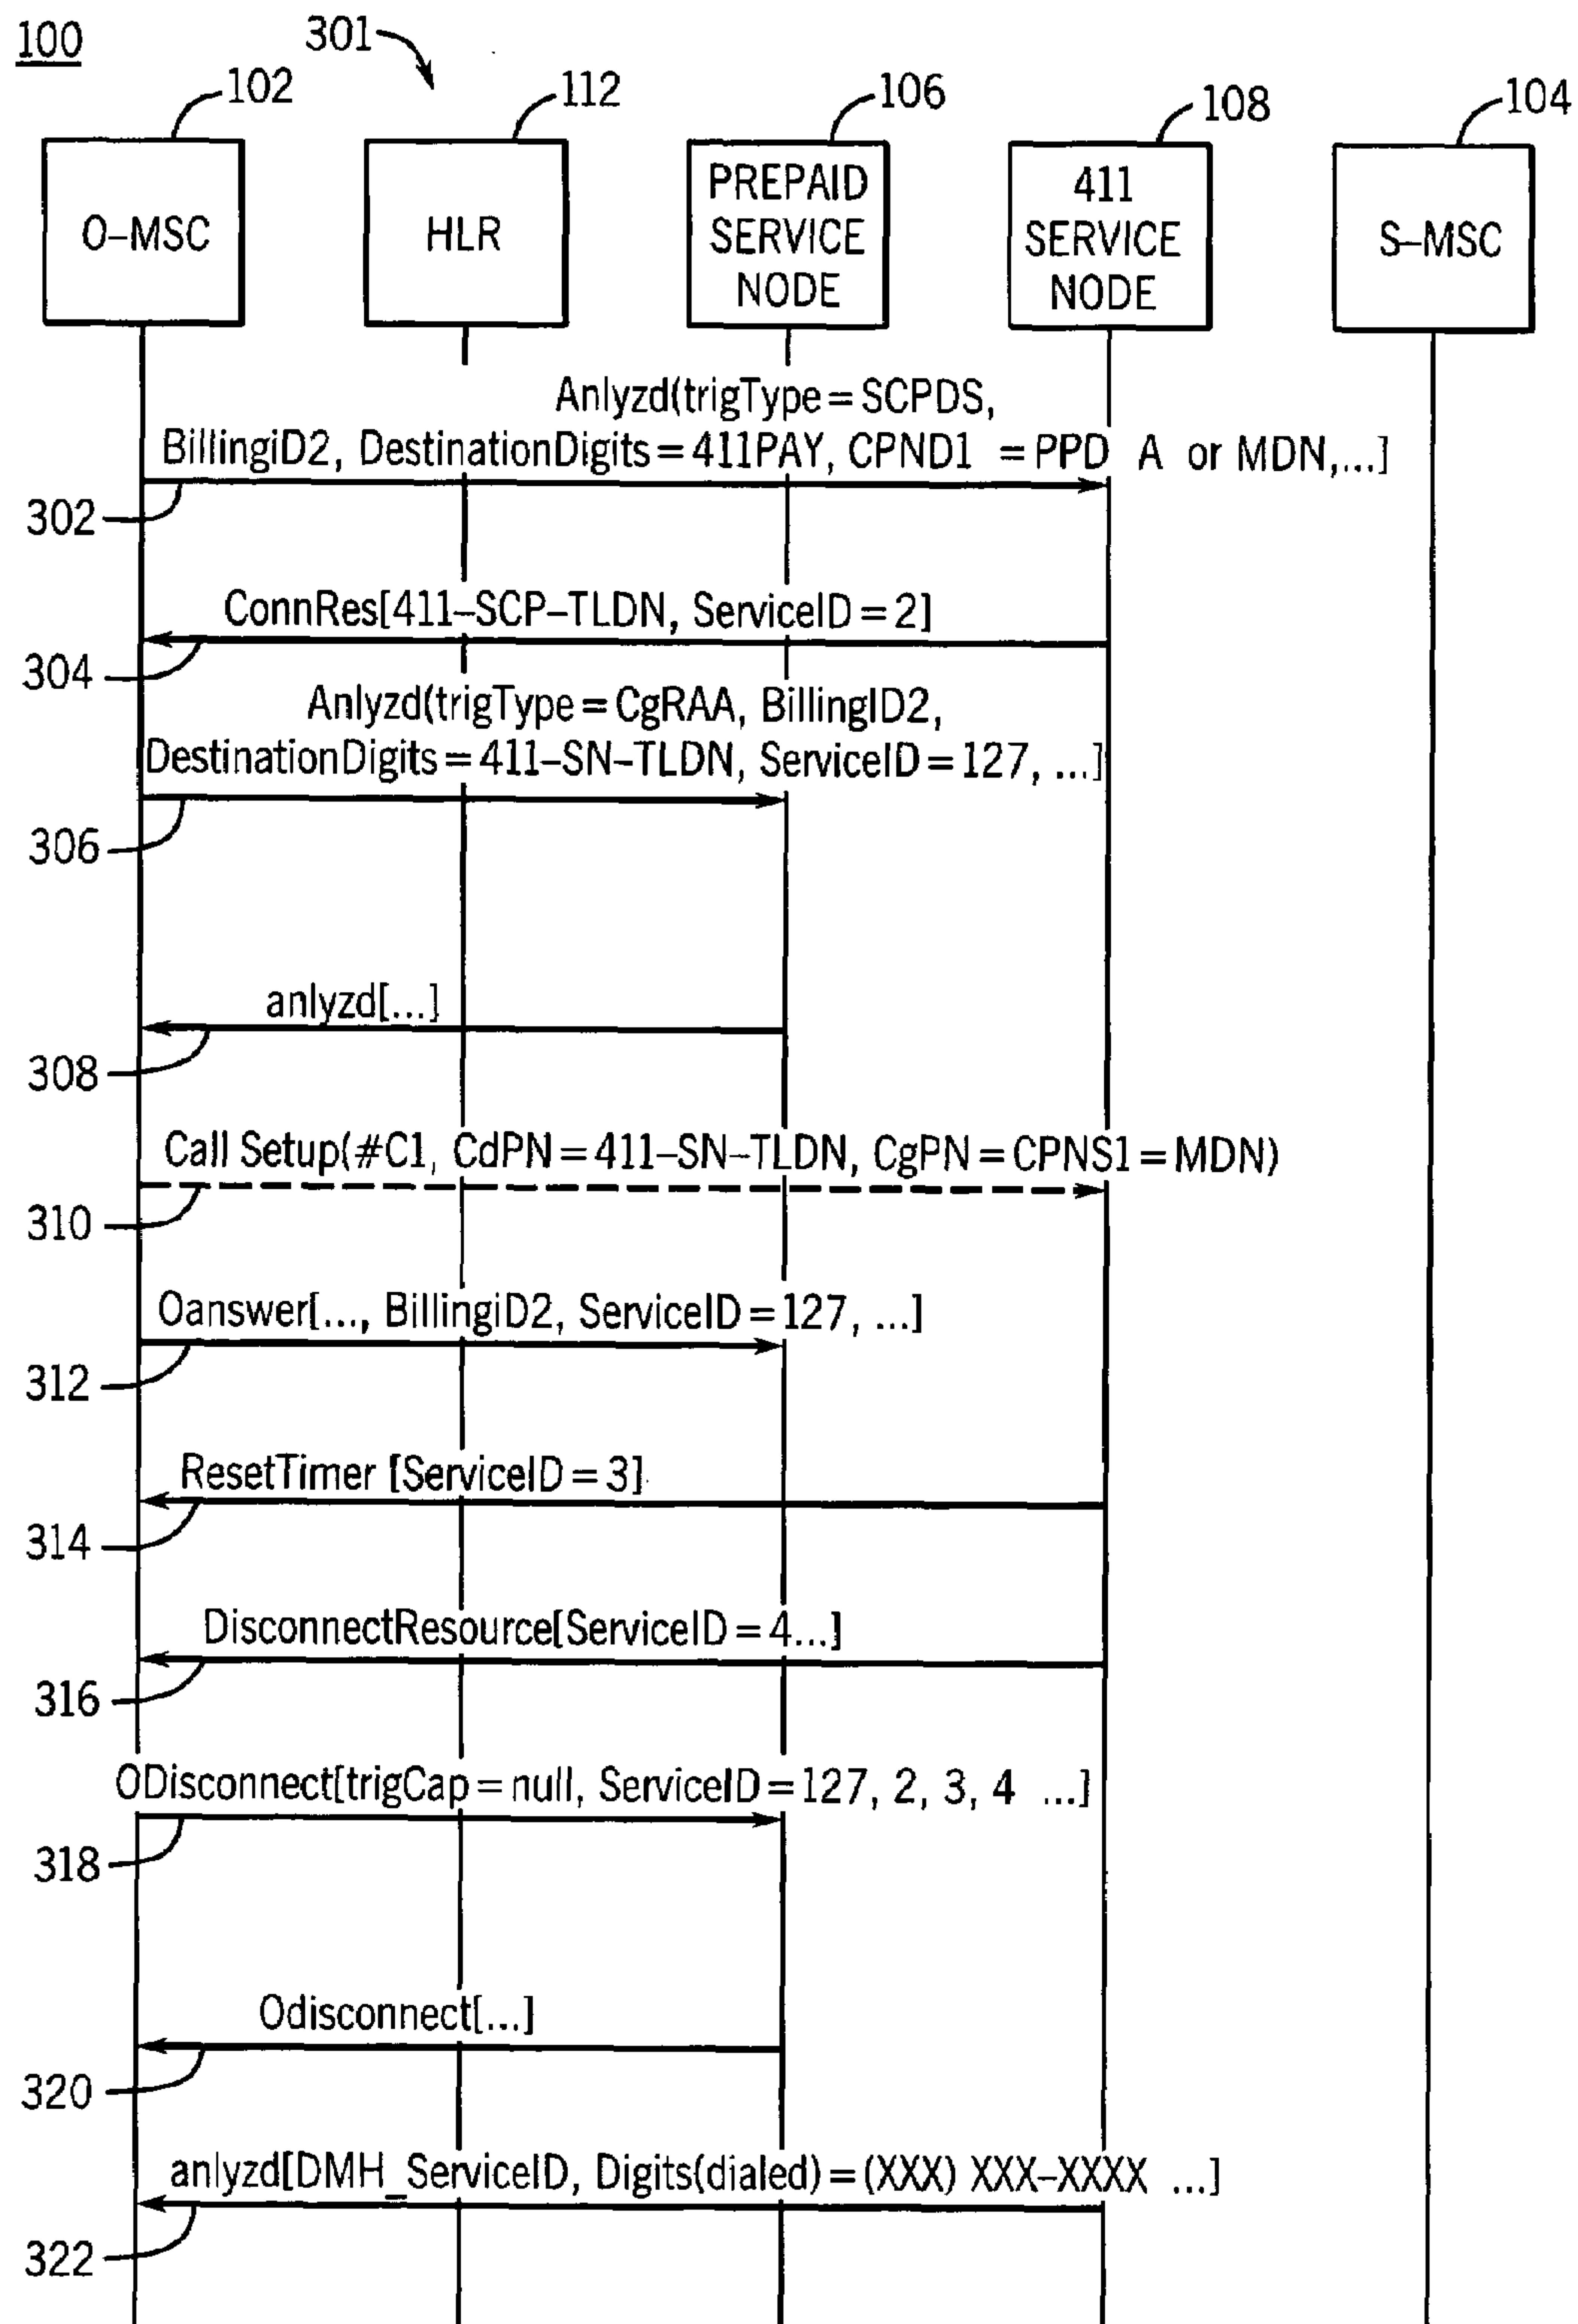 100
301
102
112
106
108
104
O-MSC
HLR
PREPAID
SERVICE
NODE
411
SERVICE
NODE
S-MSC
Anlyzd(trigType=SCPDS,
BillingiD2, DestinationDigits=411PAY, CPND1 =PPD A or MDN,...]
302
ConnRes[411-SCP-TLDN, ServiceID=2]
304
Anlyzd(trigType=CgRAA, BillingID2,
DestinationDigits=411-SN-TLDN, ServiceID=127, ...]
306
anlyzd[...]
308
Call Setup(#C1, CdPN=411-SN-TLDN, CgPN=CPNS1=MDN)
310
Oanswer[..., BillingiD2, ServiceID=127, ...]
312
ResetTimer [ServiceID=3]
314
DisconnectResource[ServiceID=4...]
316
ODisconnect[trigCap=null, ServiceID=127, 2, 3, 4 ...]
318
Odisconnect[...]
320
anlyzd[DMH_ServiceID, Digits(dialed)=(XXX) XXX-XXXX ...]
322